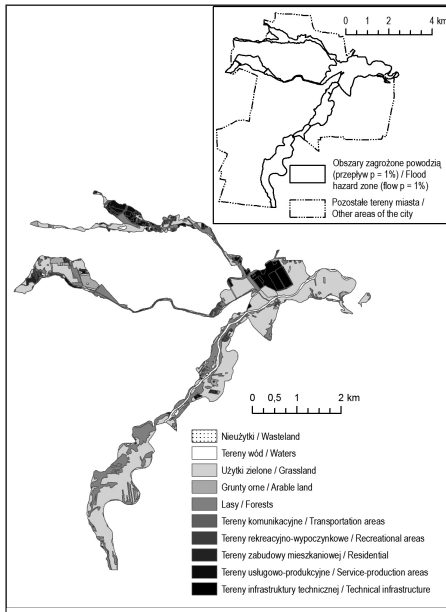 0 2 4 km
Obszary zagrożone powodzią
(przepływ p = 1%) / Flood
hazard zone (flow p = 1%)
Pozostałe tereny miasta /
Other areas of the city
0 0,5 1 2 km
Nieużytki / Wasteland
Tereny wód / Waters
Użytki zielone / Grassland
Grunty orne / Arable land
Lasy / Forests
Tereny komunikacyjne / Transportation areas
Tereny rekreacyjno-wypoczynkowe / Recreational areas
Tereny zabudowy mieszkaniowej / Residential
Tereny usługowo-produkcyjne / Service-production areas
Tereny infrastruktury technicznej / Technical infrastructure